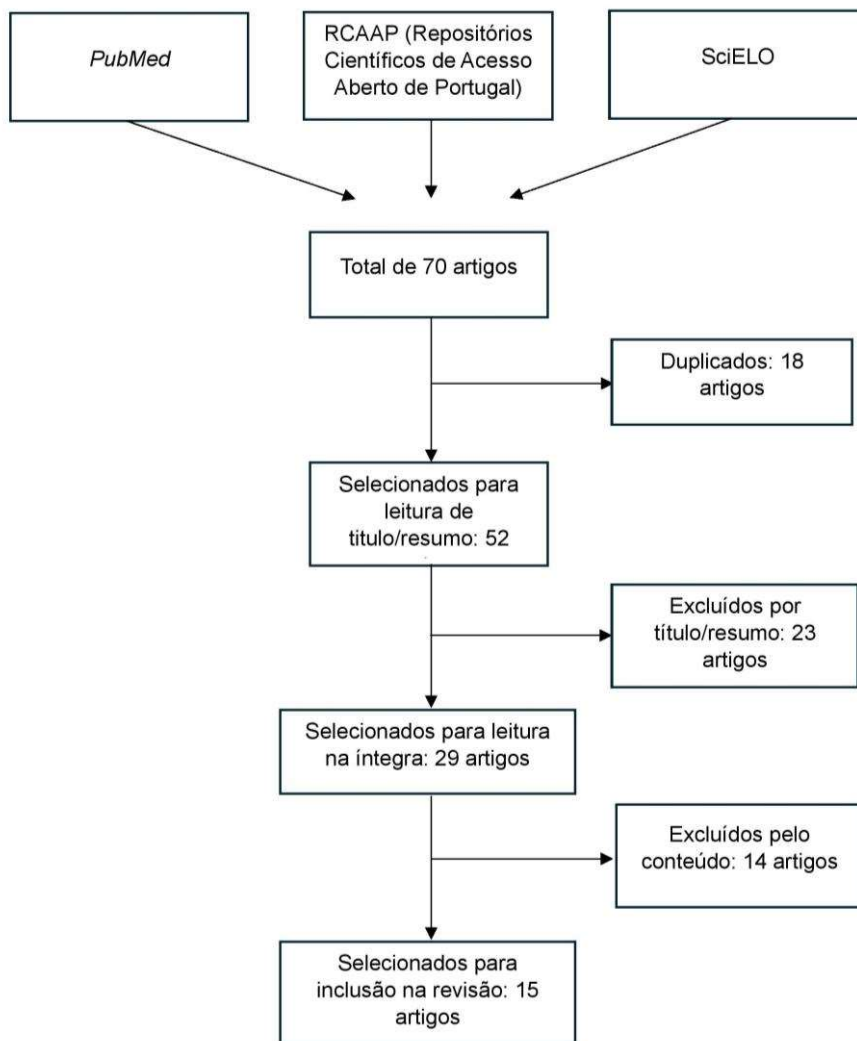 PubMed
RCAAP (Repositórios
Científicos de Acesso
Aberto de Portugal)
SciELO
Total de 70 artigos
Duplicados: 18
artigos
Selecionados para
leitura de
titulo/resumo: 52
Excluídos por
título/resumo: 23
artigos
Selecionados para leitura
na íntegra: 29 artigos
Excluídos pelo
conteúdo: 14 artigos
Selecionados para
inclusão na revisão: 15
artigos